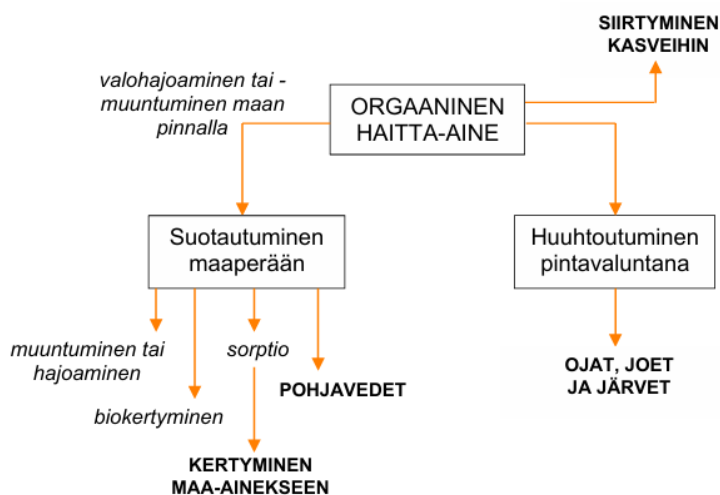 SIIRTYMINEN
KASVEIHIN
valohajoaminen tai -
muuntuminen maan
pinnalla
ORGAANINEN
HAITTA-AINE
Suotautuminen
maaperään
Huuhtoutuminen
pintavaluntana
muuntuminen tai
hajoaminen
sorptio
biokertyminen
POHJAVEDET
OJAT, JOET
JA JÄRVET
KERTYMINEN
MAA-AINEKSEEN